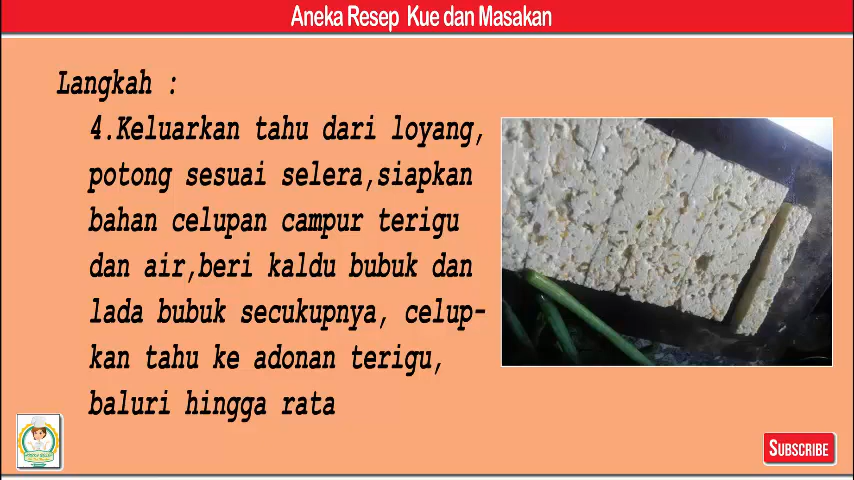 Aneka Resep Kue dan Masakan
Langkah :
4.Keluarkan tahu dari loyang,
potong sesuai selera,siapkan
bahan celupan campur terigu
dan air,beri kaldu bubuk dan
lada bubuk secukupnya, celup-
kan tahu ke adonan terigu,
baluri hingga rata
SUBSCRIBE